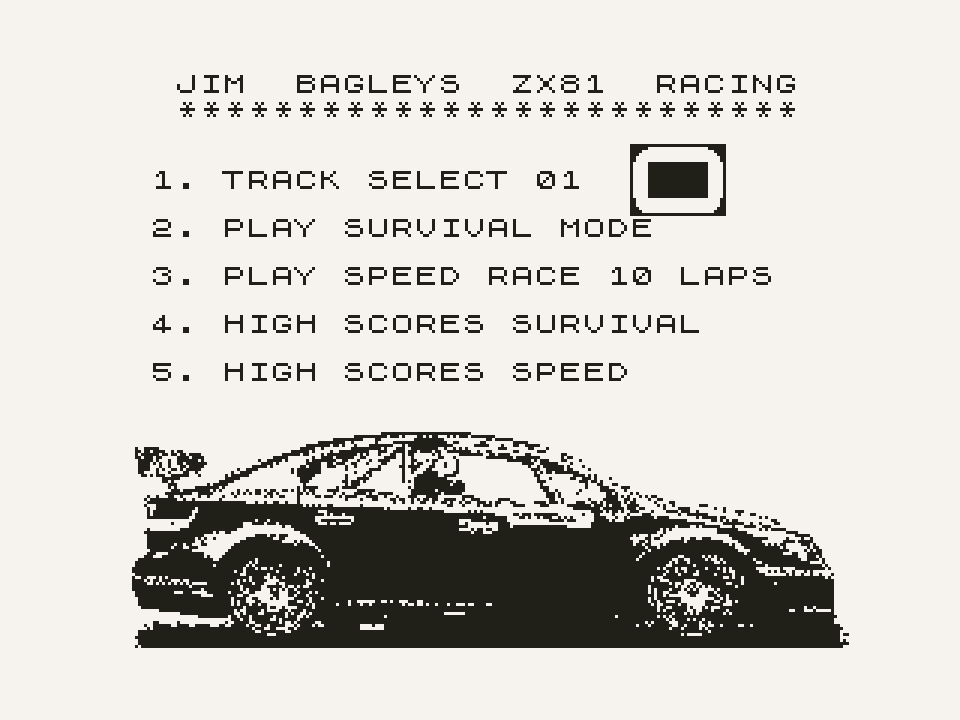 JIM BAGLEYS ZX81 RACING
**************************
1. TRACK SELECT 01
2. PLAY SURVIVAL MODE
3. PLAY SPEED RACE 10 LAPS
4. HIGH SCORES SURVIVAL
5. HIGH SCORES SPEED